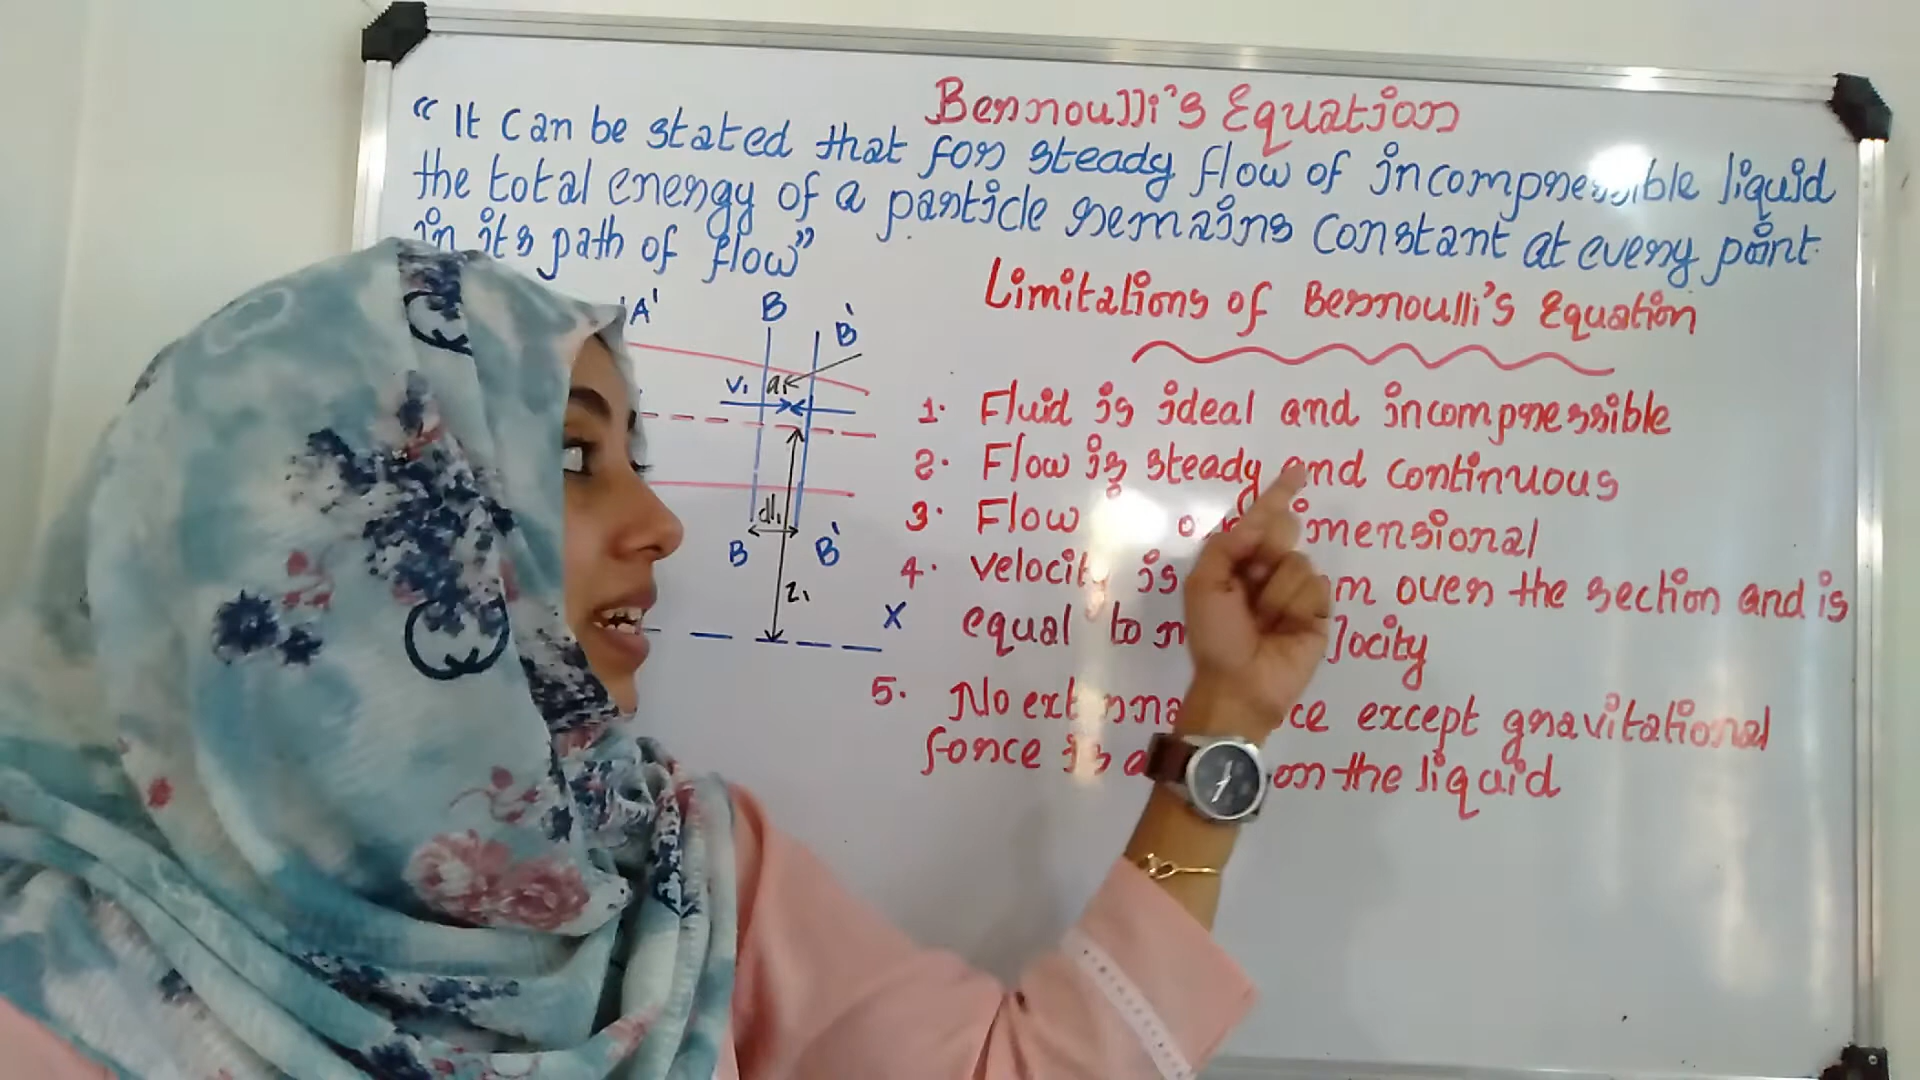 Bernoulli's Equation
"It can be stated that for steady flow of incompressible liquid
the total energy of a particle remains constant at every point
in its path of flow"
Limitations of Bernoulli's Equation
A' B B'
V₁ a₁
dl₁
B B'
Z₁
X
1. Fluid is ideal and incompressible
2. Flow is steady and continuous
3. Flow imensional
4. velocity is m over the section and is
equal to locity
5. No ext ce except gravitational
force is on the liquid